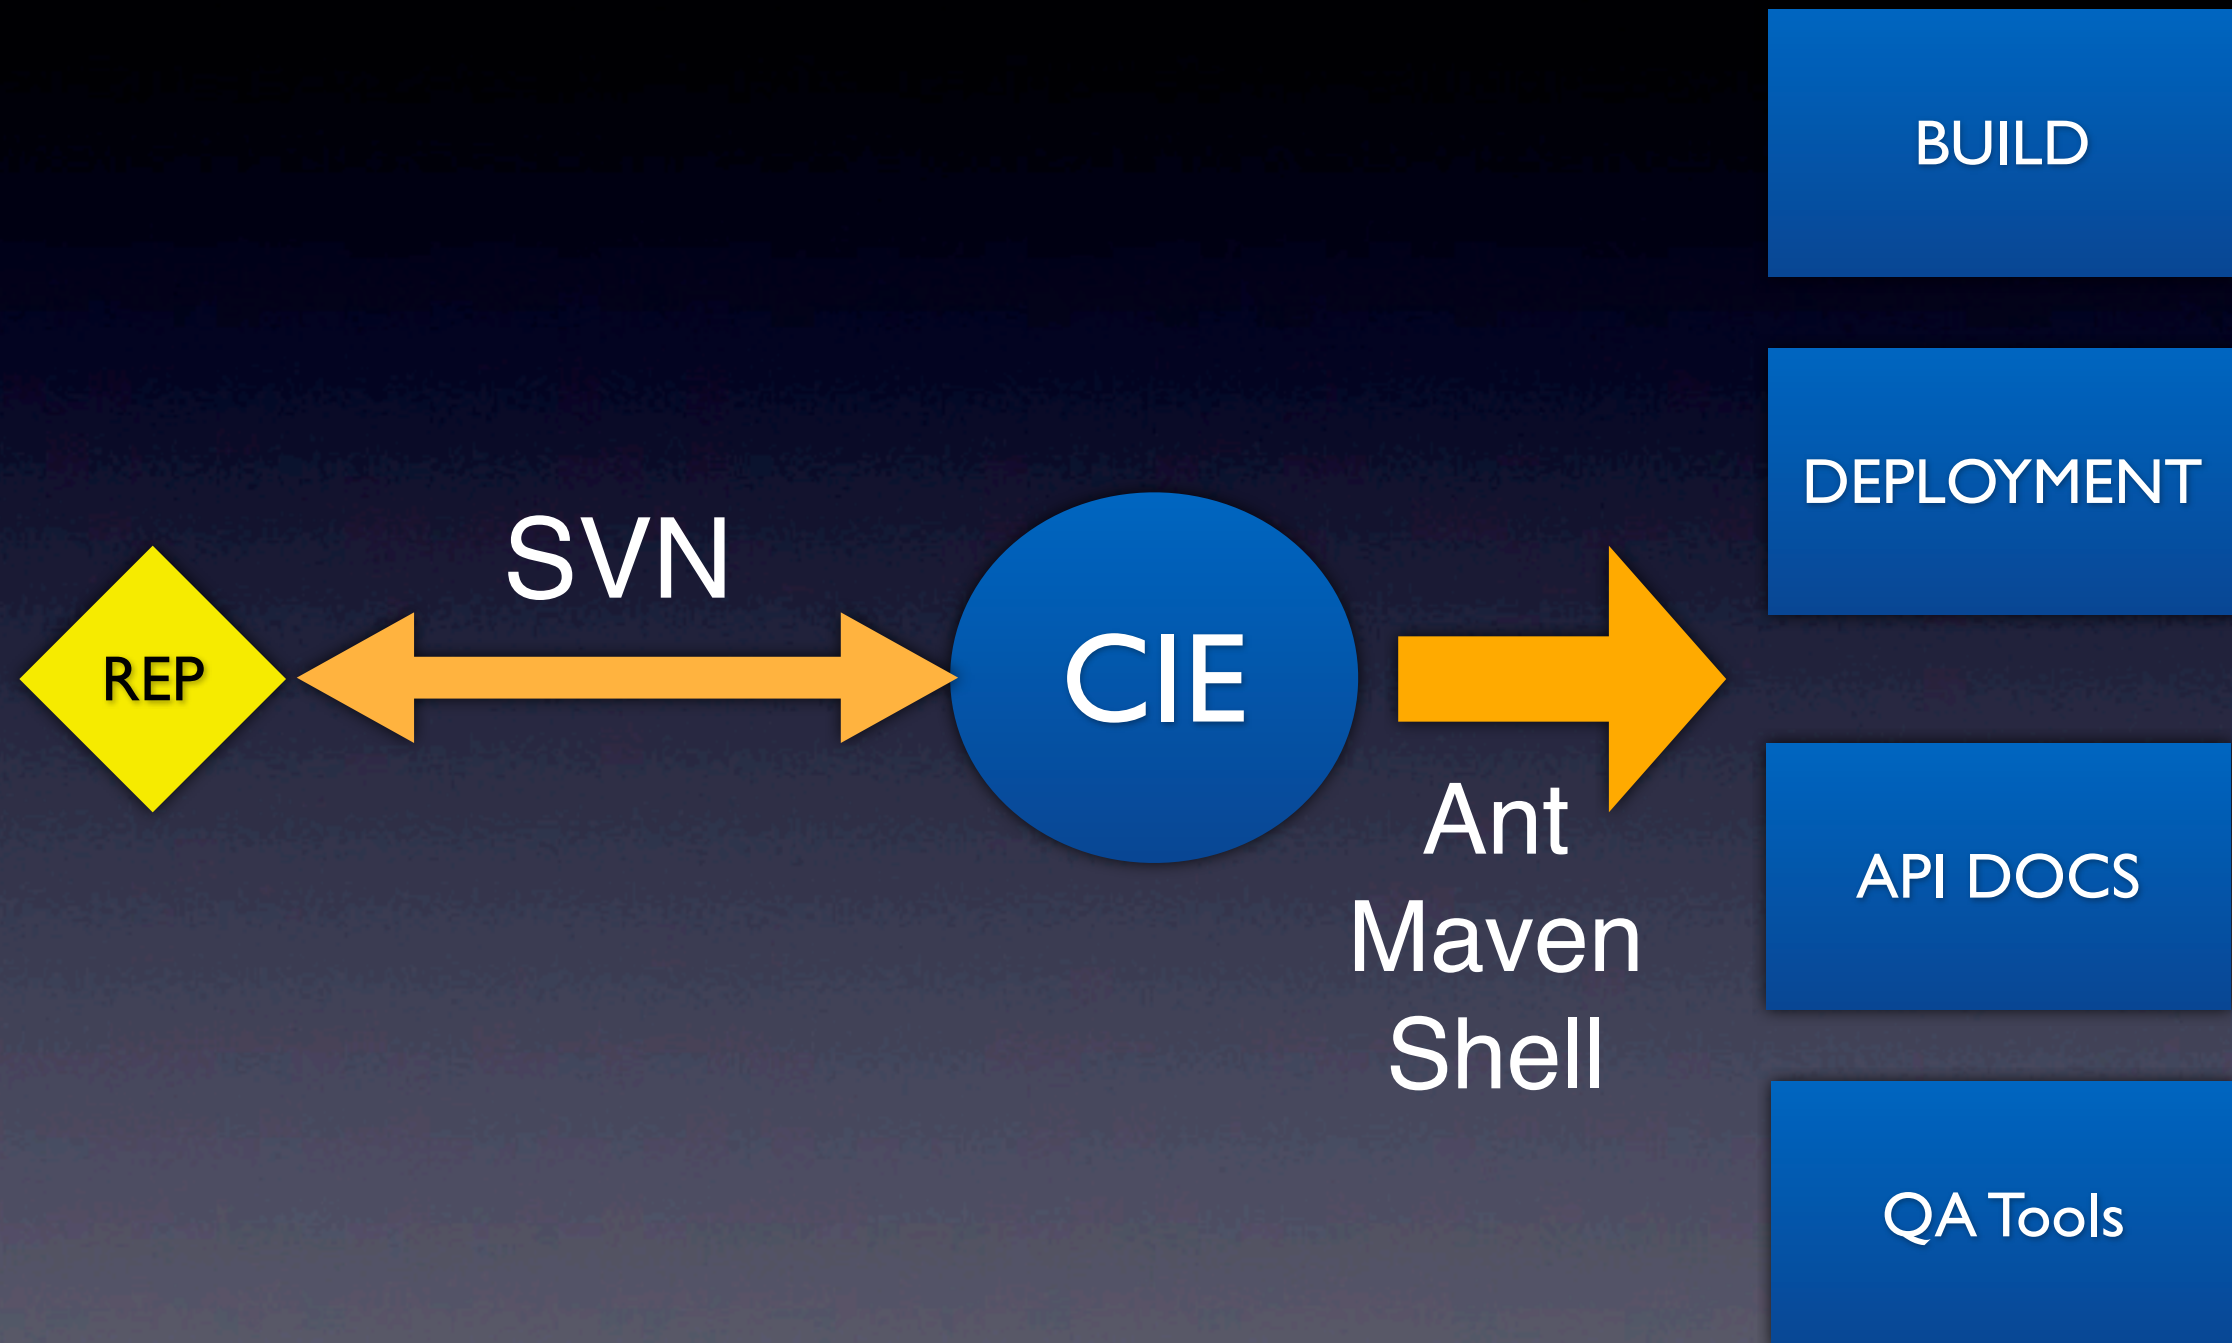 REP
SVN
CIE
Ant
Maven
Shell
BUILD
DEPLOYMENT
API DOCS
QA Tools